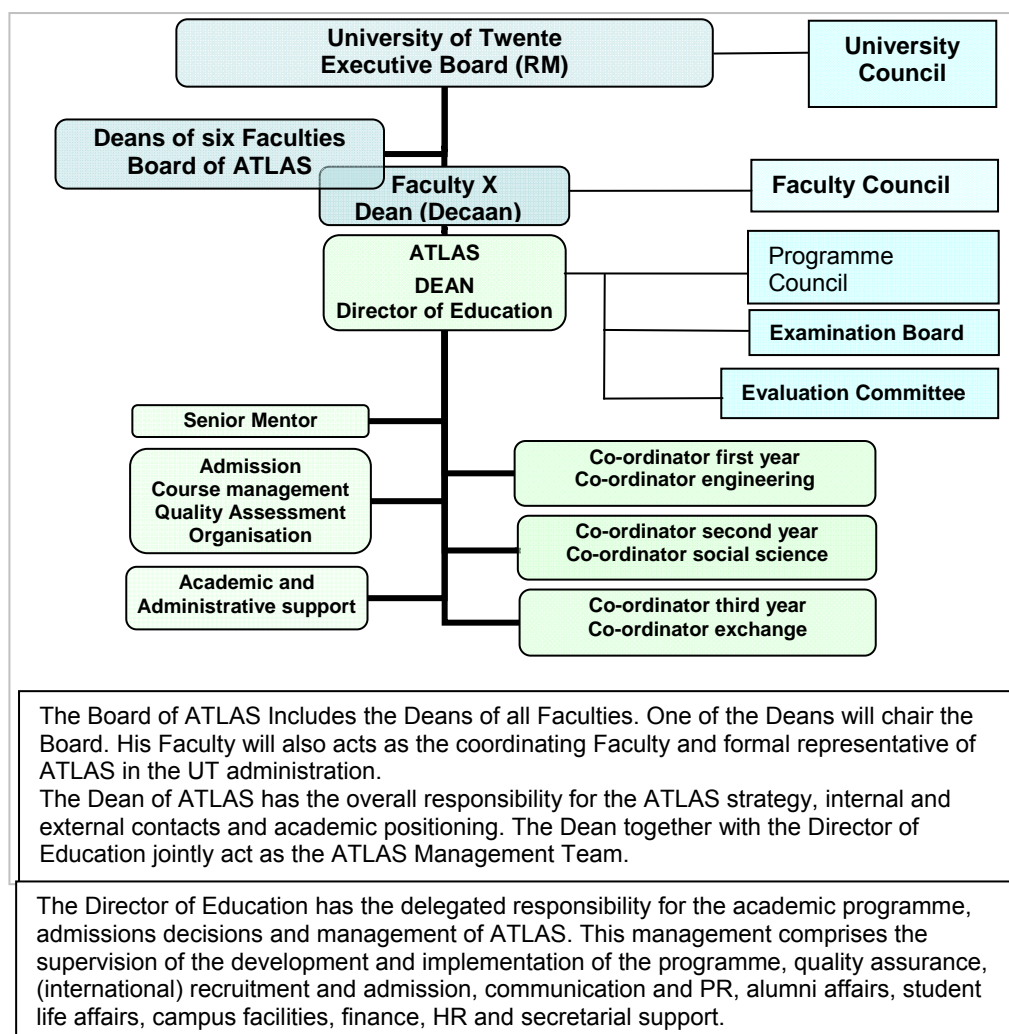 University of Twente
Executive Board (RM)
University
Council
Deans of six Faculties
Board of ATLAS
Faculty X
Dean (Decaan)
Faculty Council
ATLAS
DEAN
Director of Education
Programme
Council
Examination Board
Evaluation Committee
Senior Mentor
Admission
Course management
Quality Assessment
Organisation
Academic and
Administrative support
Co-ordinator first year
Co-ordinator engineering
Co-ordinator second year
Co-ordinator social science
Co-ordinator third year
Co-ordinator exchange
The Board of ATLAS Includes the Deans of all Faculties. One of the Deans will chair the
Board. His Faculty will also acts as the coordinating Faculty and formal representative of
ATLAS in the UT administration.
The Dean of ATLAS has the overall responsibility for the ATLAS strategy, internal and
external contacts and academic positioning. The Dean together with the Director of
Education jointly act as the ATLAS Management Team.
The Director of Education has the delegated responsibility for the academic programme,
admissions decisions and management of ATLAS. This management comprises the
supervision of the development and implementation of the programme, quality assurance,
(international) recruitment and admission, communication and PR, alumni affairs, student
life affairs, campus facilities, finance, HR and secretarial support.